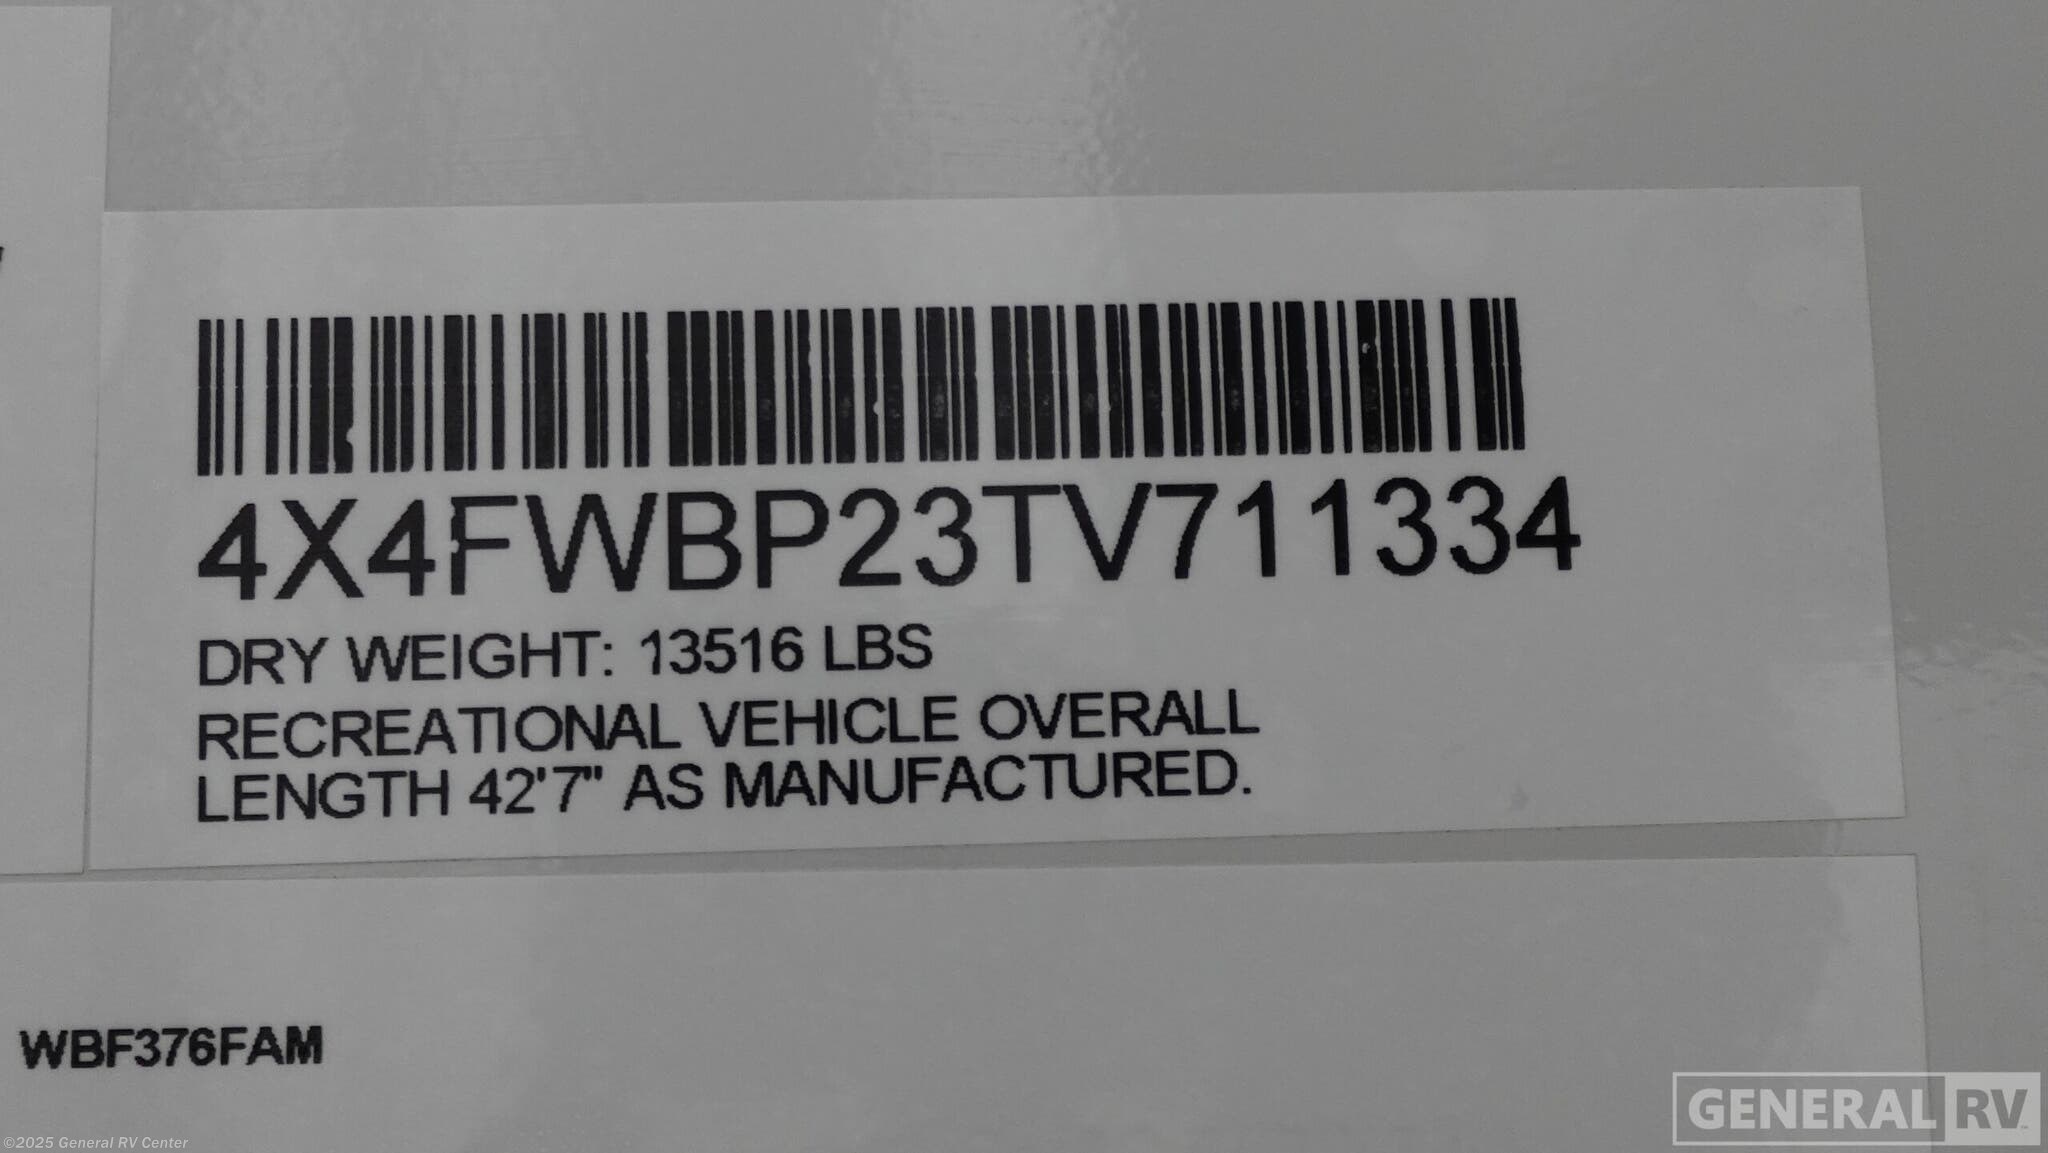 4X4FWBP23TV711334
DRY WEIGHT: 13516 LBS
RECREATIONAL VEHICLE OVERALL
LENGTH 42'7" AS MANUFACTURED.
WBF376FAM
GENERAL RV
©2025 General RV Center